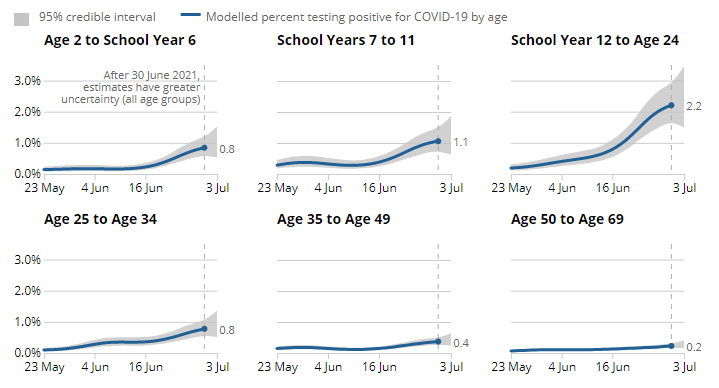 95% credible interval Modelled percent testing positive for COVID-19 by age
Age 2 to School Year 6
School Years 7 to 11
School Year 12 to Age 24
3.0%
2.0%
1.0%
0.0%
After 30 June 2021,
estimates have greater
uncertainty (all age groups)
0.8
1.1
2.2
23 May 4 Jun 16 Jun 3 Jul
23 May 4 Jun 16 Jun 3 Jul
23 May 4 Jun 16 Jun 3 Jul
Age 25 to Age 34
Age 35 to Age 49
Age 50 to Age 69
3.0%
2.0%
1.0%
0.0%
0.8
0.4
0.2
23 May 4 Jun 16 Jun 3 Jul
23 May 4 Jun 16 Jun 3 Jul
23 May 4 Jun 16 Jun 3 Jul